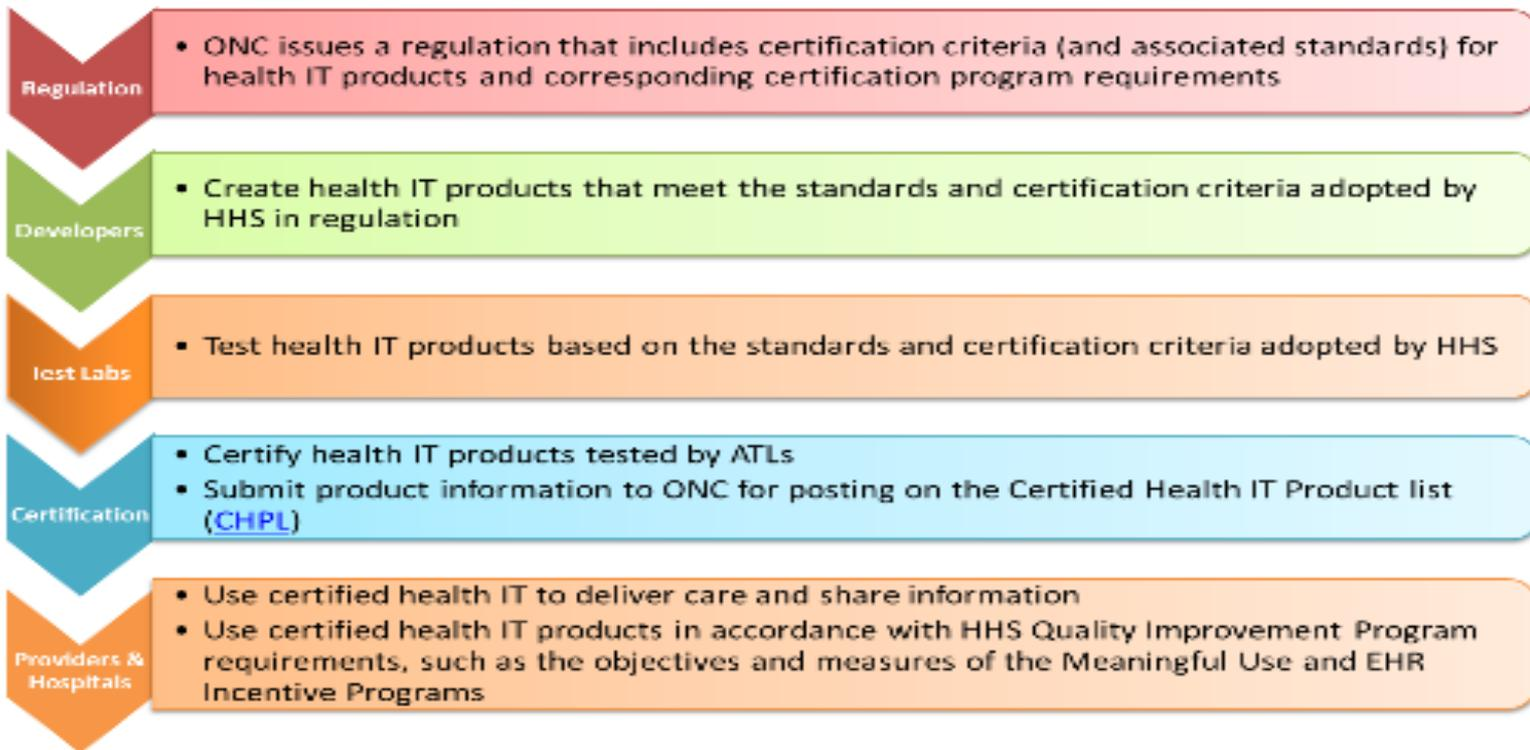 Regulation
• ONC issues a regulation that includes certification criteria (and associated standards) for
health IT products and corresponding certification program requirements
Developers
• Create health IT products that meet the standards and certification criteria adopted by
HHS in regulation
Test Labs
• Test health IT products based on the standards and certification criteria adopted by HHS
Certification
• Certify health IT products tested by ATLs
• Submit product information to ONC for posting on the Certified Health IT Product list
(CHPL)
Providers &
Hospitals
• Use certified health IT to deliver care and share information
• Use certified health IT products in accordance with HHS Quality Improvement Program
requirements, such as the objectives and measures of the Meaningful Use and EHR
Incentive Programs